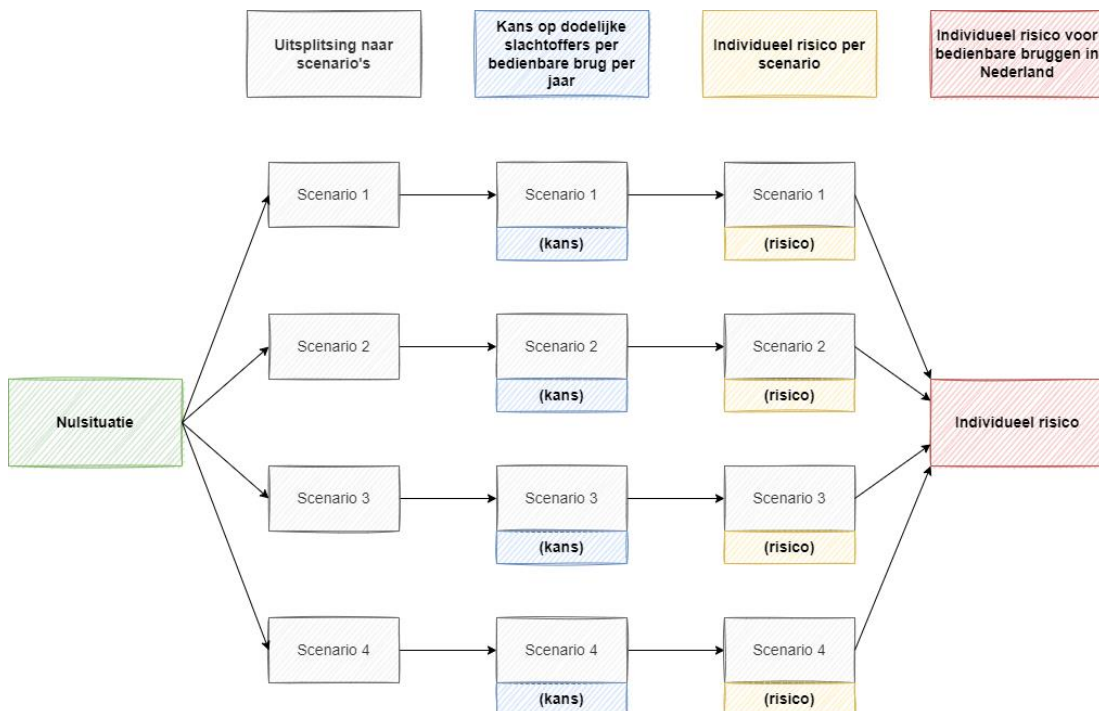 Uitsplitsing naar
scenario's
Kans op dodelijke
slachtoffers per
bedienbare brug per
jaar
Individueel risico per
scenario
Individueel risico voor
bedienbare bruggen in
Nederland
Scenario 1
Scenario 1
(kans)
Scenario 1
(risico)
Scenario 2
Scenario 2
(kans)
Scenario 2
(risico)
Nulsituatie
Individueel risico
Scenario 3
Scenario 3
(kans)
Scenario 3
(risico)
Scenario 4
Scenario 4
(kans)
Scenario 4
(risico)